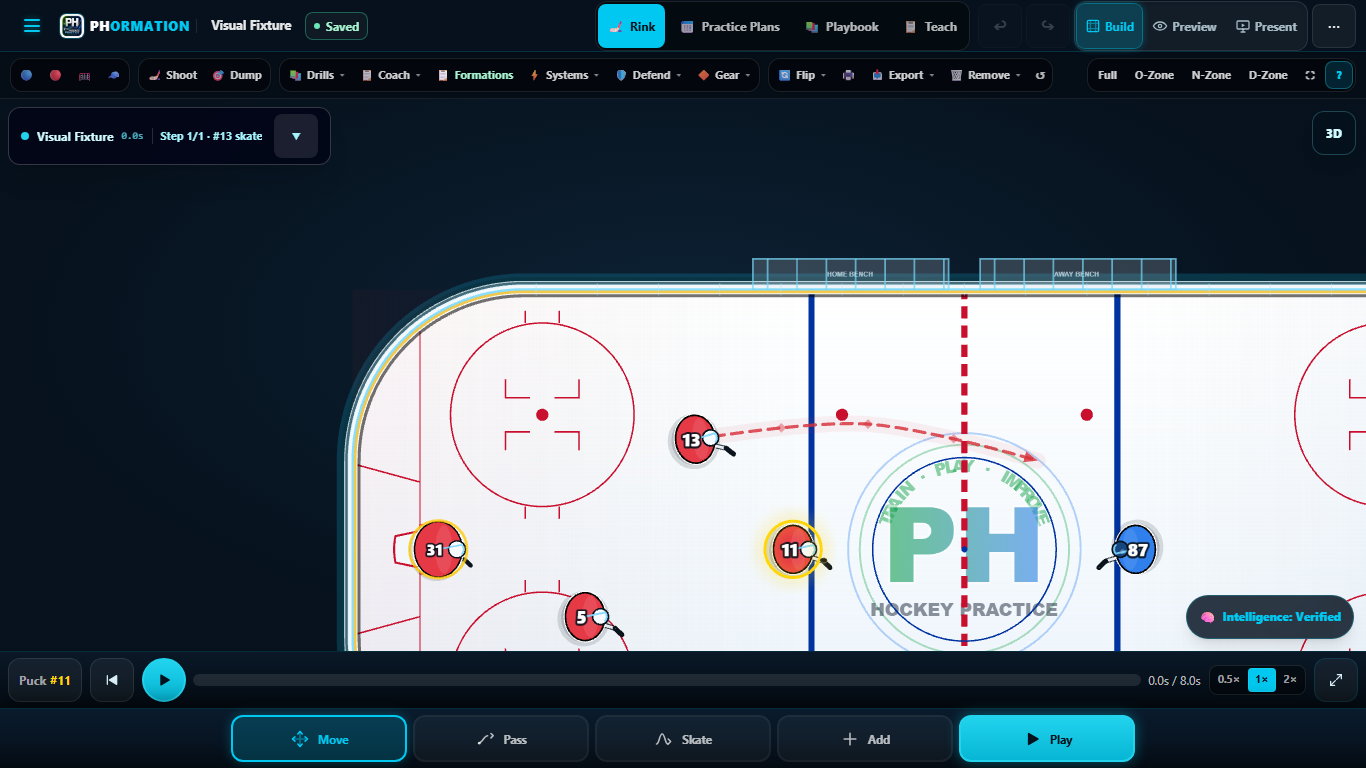 PH PHORMATION
Visual Fixture
Saved
Rink
Practice Plans
Playbook
Teach
Build
Preview
Present
Shoot
Dump
Drills
Coach
Formations
Systems
Defend
Gear
Flip
Export
Remove
Full
O-Zone
N-Zone
D-Zone
?
Visual Fixture 0.0s Step 1/1 · #13 skate
3D
HOME BENCH
AWAY BENCH
13
TRAIN · PLAY · IMPROVE
PH
HOCKEY PRACTICE
31
11
87
5
Intelligence: Verified
Puck #11
0.0s / 8.0s
0.5×
1×
2×
Move
Pass
Skate
Add
Play